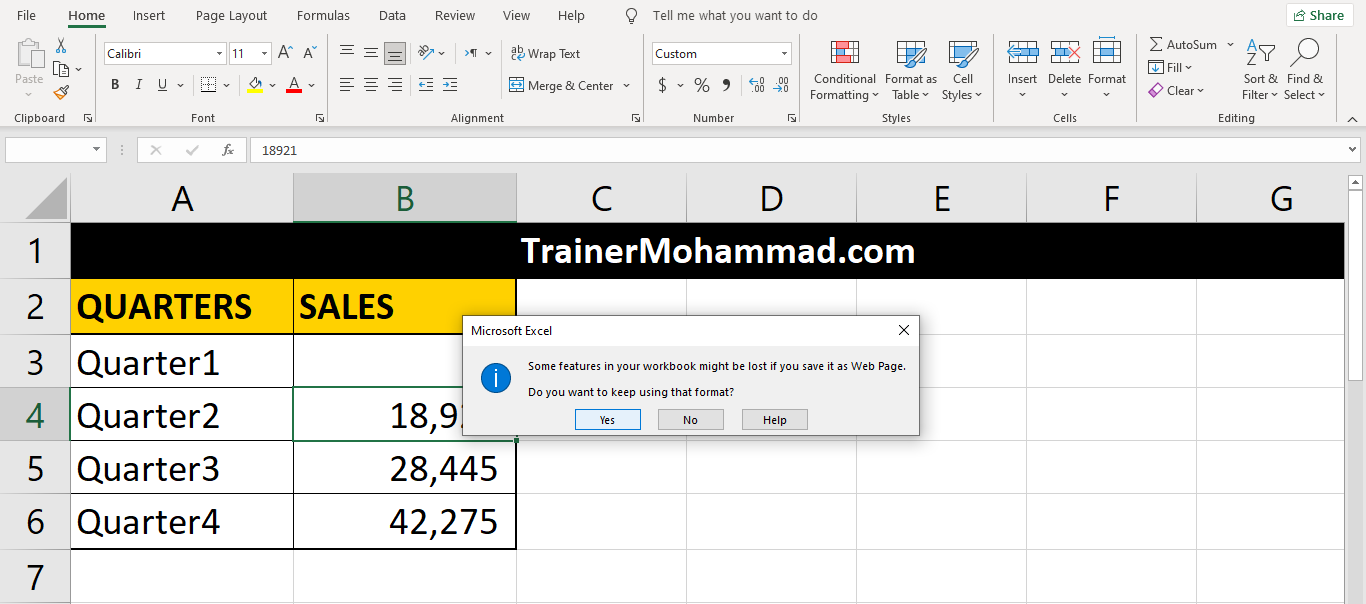 File Home Insert Page Layout Formulas Data Review View Help Tell me what you want to do Share
Paste
Calibri 11
B I U
ab Wrap Text
Merge & Center
Custom
$ % ,
Conditional Formatting
Format as Table
Cell Styles
Insert Delete Format
AutoSum
Fill
Clear
Sort & Filter
Find & Select
Clipboard Font Alignment Number Styles Cells Editing
fx 18921
A B C D E F G
1 TrainerMohammad.com
2 QUARTERS SALES
3 Quarter1
4 Quarter2 18,92
5 Quarter3 28,445
6 Quarter4 42,275
7
Microsoft Excel
Some features in your workbook might be lost if you save it as Web Page.
Do you want to keep using that format?
Yes No Help